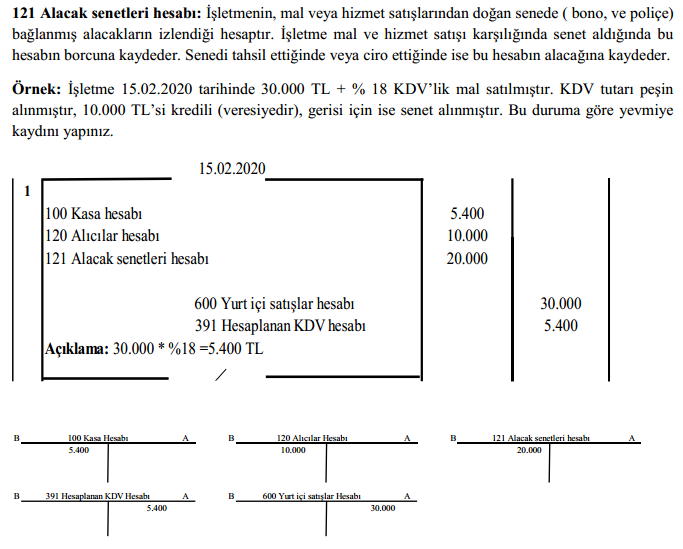 121 Alacak senetleri hesabı: İşletmenin, mal veya hizmet satışlarından doğan senede ( bono, ve poliçe)
bağlanmış alacakların izlendiği hesaptır. İşletme mal ve hizmet satışı karşılığında senet aldığında bu
hesabın borcuna kaydeder. Senedi tahsil ettiğinde veya ciro ettiğinde ise bu hesabın alacağına kaydeder.
Örnek: İşletme 15.02.2020 tarihinde 30.000 TL + % 18 KDV'lik mal satılmıştır. KDV tutarı peşin
alınmıştır, 10.000 TL'si kredili (veresiyedir), gerisi için ise senet alınmıştır. Bu duruma göre yevmiye
kaydını yapınız.
15.02.2020
1
100 Kasa hesabı 5.400
120 Alıcılar hesabı 10.000
121 Alacak senetleri hesabı 20.000
600 Yurt içi satışlar hesabı 30.000
391 Hesaplanan KDV hesabı 5.400
Açıklama: 30.000 * %18 =5.400 TL
/
B 100 Kasa Hesabı A B 120 Alıcılar Hesabı A B 121 Alacak senetleri hesabı A
5.400 10.000 20.000
B 391 Hesaplanan KDV Hesabı A B 600 Yurt içi satışlar Hesabı A
5.400 30.000